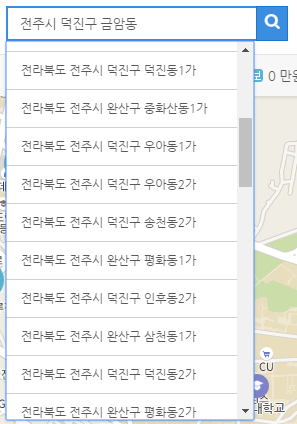 전주시 덕진구 금암동
전라북도 전주시 덕진구 덕진동1가
보 0 만원
전라북도 전주시 완산구 중화산동1가
전라북도 전주시 덕진구 우아동1가
전라북도 전주시 덕진구 우아동2가
전라북도 전주시 덕진구 송천동2가
전라북도 전주시 완산구 평화동1가
전라북도 전주시 덕진구 인후동2가
전라북도 전주시 완산구 삼천동1가
CU
전라북도 전주시 덕진구 덕진동2가
대학교
전라북도 전주시 완산구 평화동2가